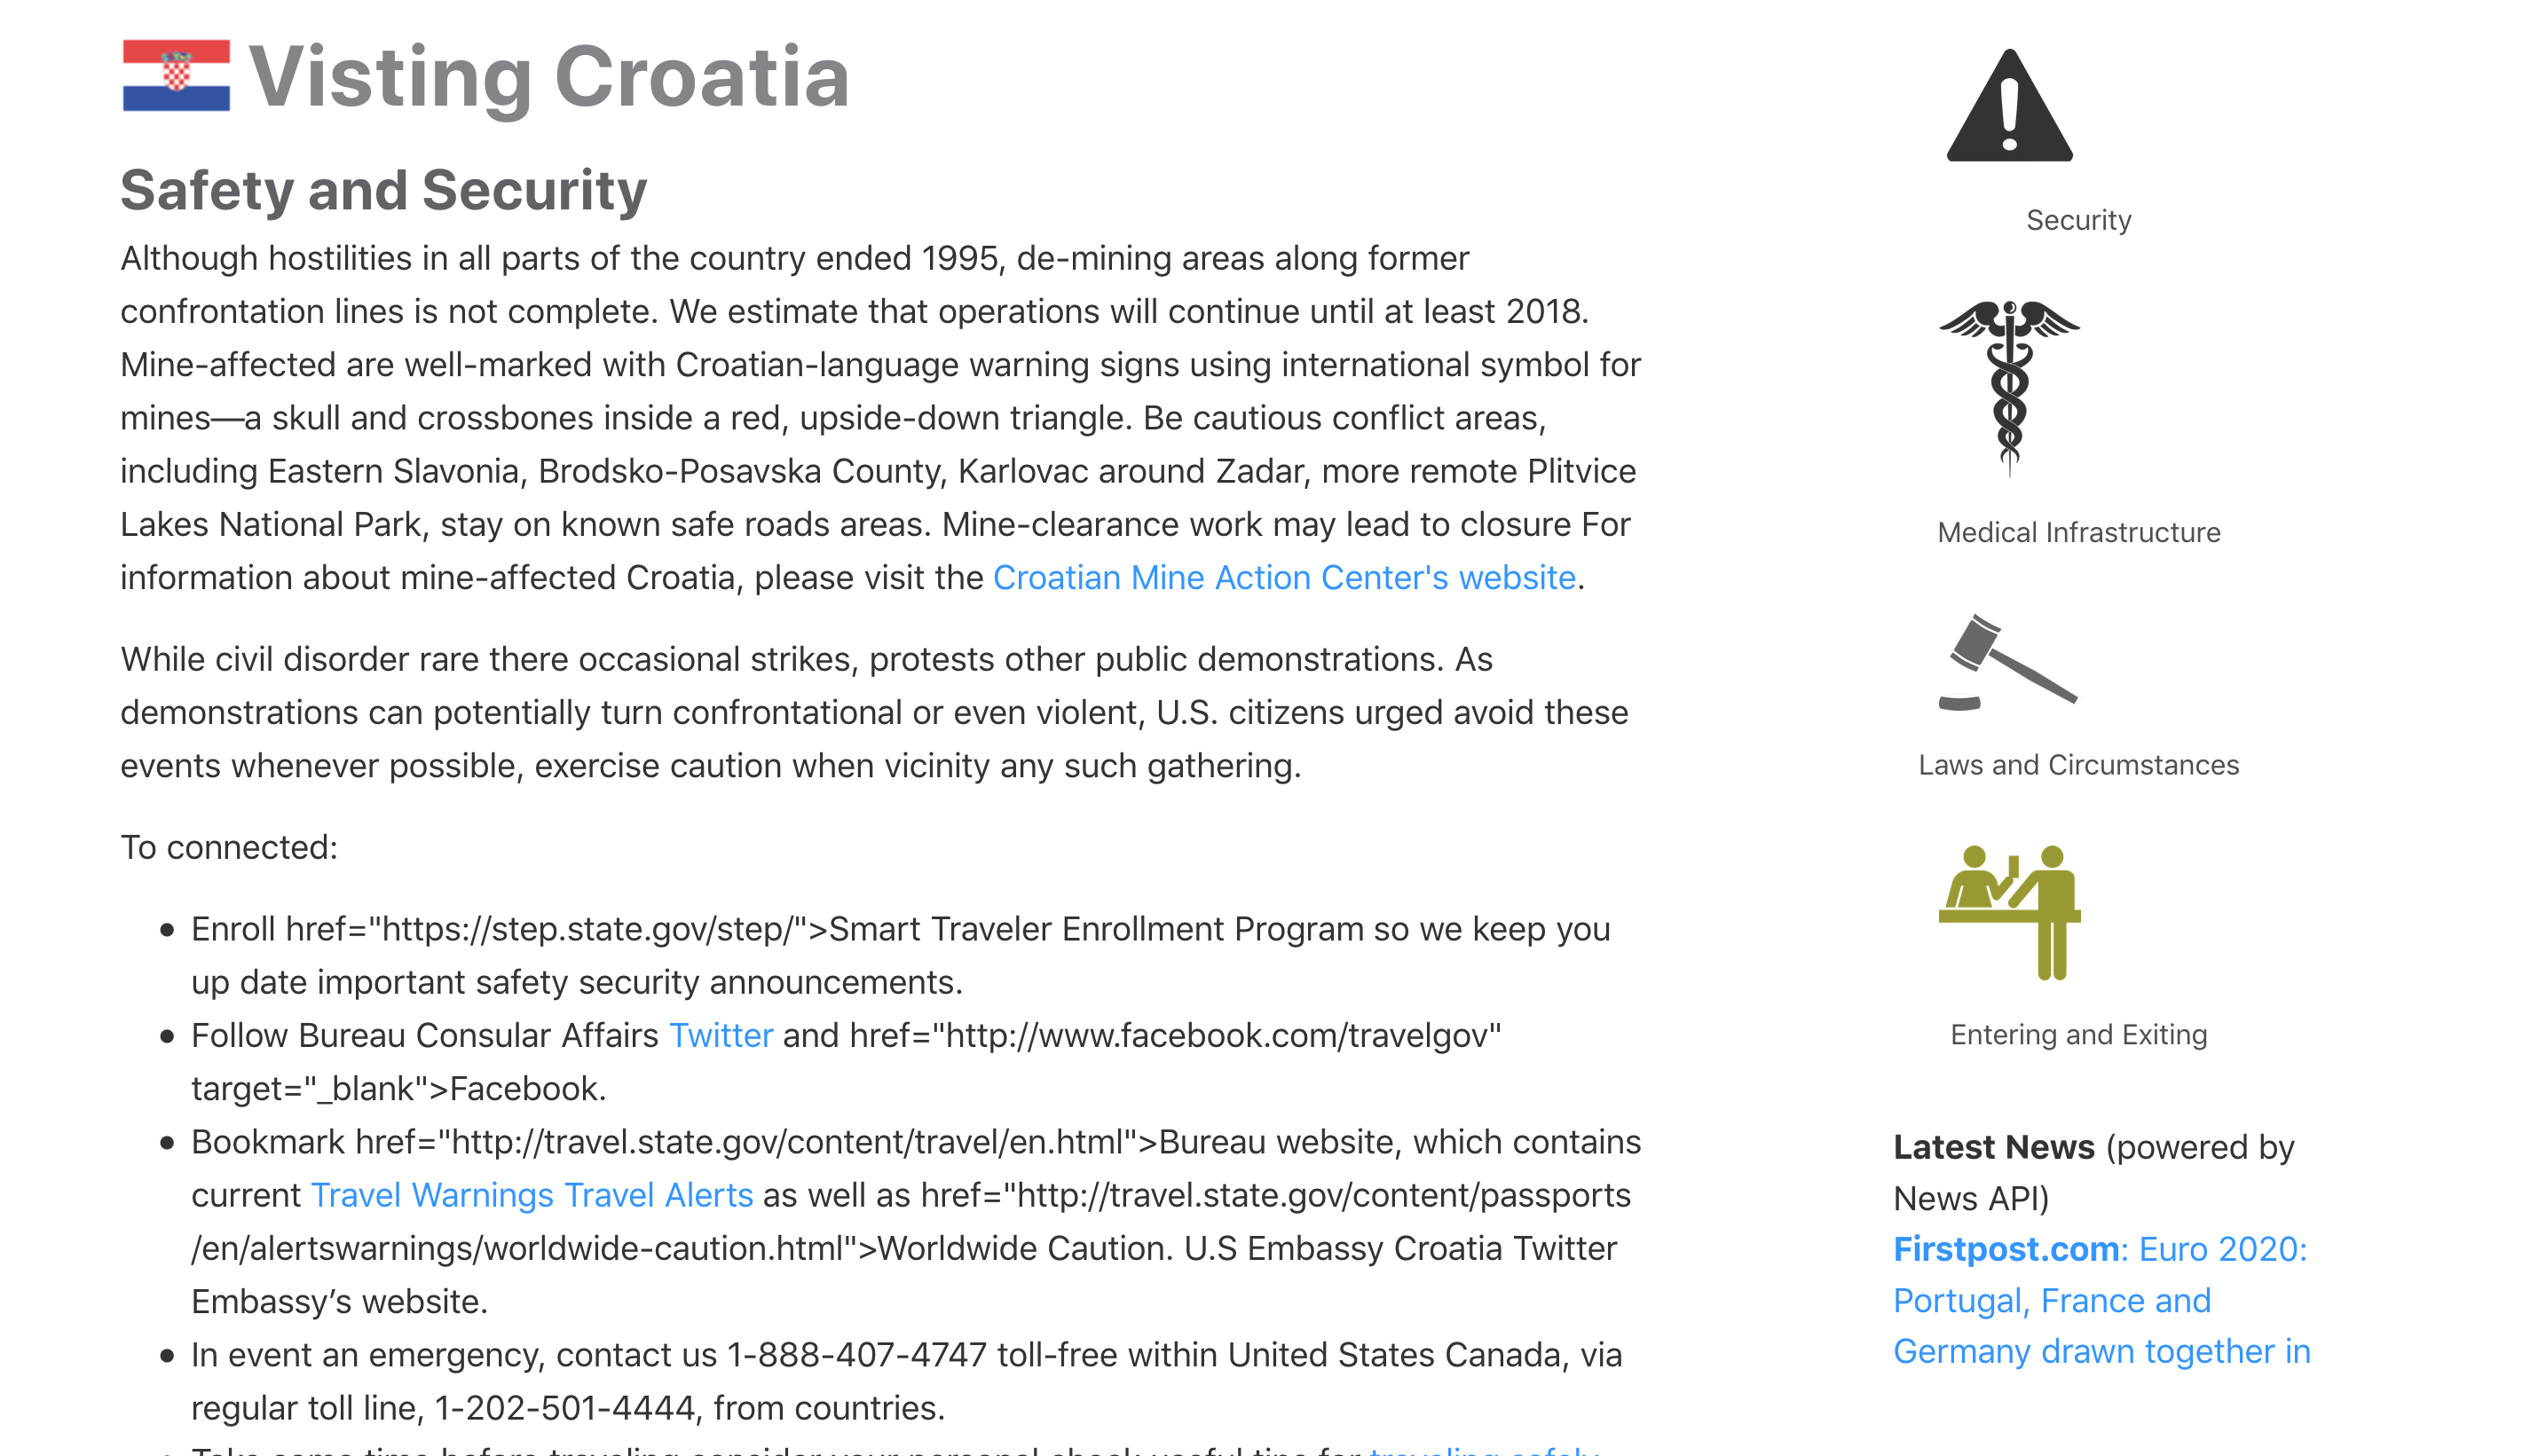 Visting Croatia
Safety and Security
Although hostilities in all parts of the country ended 1995, de-mining areas along former
confrontation lines is not complete. We estimate that operations will continue until at least 2018.
Mine-affected are well-marked with Croatian-language warning signs using international symbol for
mines—a skull and crossbones inside a red, upside-down triangle. Be cautious conflict areas,
including Eastern Slavonia, Brodsko-Posavska County, Karlovac around Zadar, more remote Plitvice
Lakes National Park, stay on known safe roads areas. Mine-clearance work may lead to closure For
information about mine-affected Croatia, please visit the Croatian Mine Action Center's website.
While civil disorder rare there occasional strikes, protests other public demonstrations. As
demonstrations can potentially turn confrontational or even violent, U.S. citizens urged avoid these
events whenever possible, exercise caution when vicinity any such gathering.
To connected:
Enroll href="https://step.state.gov/step/">Smart Traveler Enrollment Program so we keep you
up date important safety security announcements.
Follow Bureau Consular Affairs Twitter and href="http://www.facebook.com/travelgov"
target="_blank">Facebook.
Bookmark href="http://travel.state.gov/content/travel/en.html">Bureau website, which contains
current Travel Warnings Travel Alerts as well as href="http://travel.state.gov/content/passports
/en/alertswarnings/worldwide-caution.html">Worldwide Caution. U.S Embassy Croatia Twitter
Embassy’s website.
In event an emergency, contact us 1-888-407-4747 toll-free within United States Canada, via
regular toll line, 1-202-501-4444, from countries.
Take some time before traveling consider your personal check useful tips for traveling safely
Security
Medical Infrastructure
Laws and Circumstances
Entering and Exiting
Latest News (powered by
News API)
Firstpost.com: Euro 2020:
Portugal, France and
Germany drawn together in